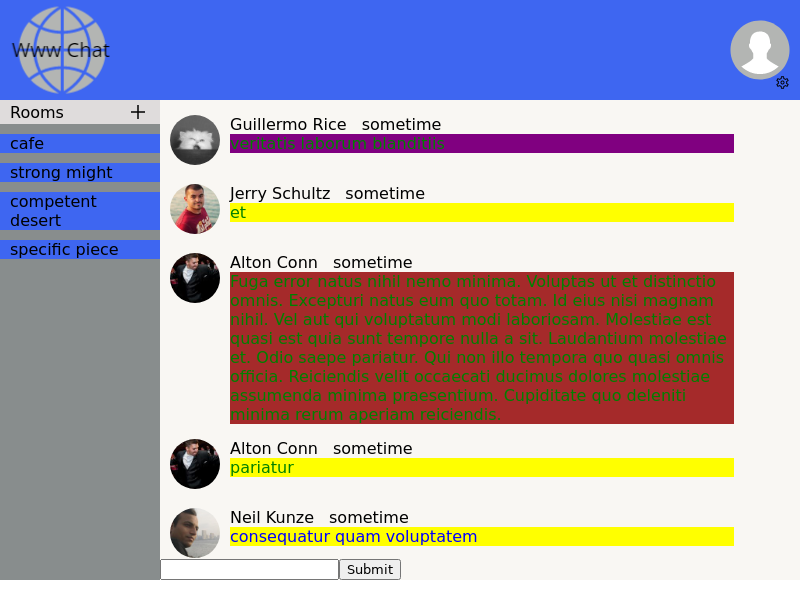 Www Chat
Rooms
cafe
strong might
competent
desert
specific piece
Guillermo Rice sometime
veritatis laborum blanditiis
Jerry Schultz sometime
et
Alton Conn sometime
Fuga error natus nihil nemo minima. Voluptas ut et distinctio
omnis. Excepturi natus eum quo totam. Id eius nisi magnam
nihil. Vel aut qui voluptatum modi laboriosam. Molestiae est
quasi est quia sunt tempore nulla a sit. Laudantium molestiae
et. Odio saepe pariatur. Qui non illo tempora quo quasi omnis
officia. Reiciendis velit occaecati ducimus dolores molestiae
assumenda minima praesentium. Cupiditate quo deleniti
minima rerum aperiam reiciendis.
Alton Conn sometime
pariatur
Neil Kunze sometime
consequatur quam voluptatem
Submit